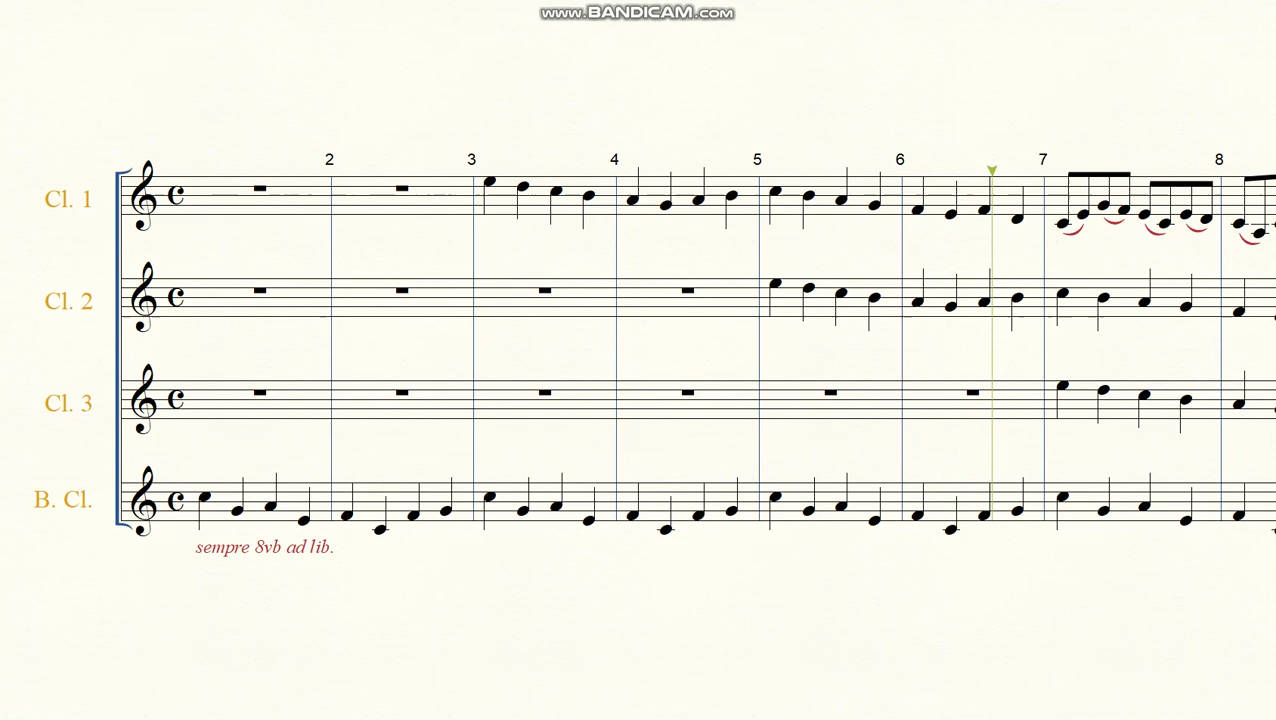 www.BANDICAM.com
2 3 4 5 6 7 8
Cl. 1
Cl. 2
Cl. 3
B. Cl.
sempre 8vb ad lib.